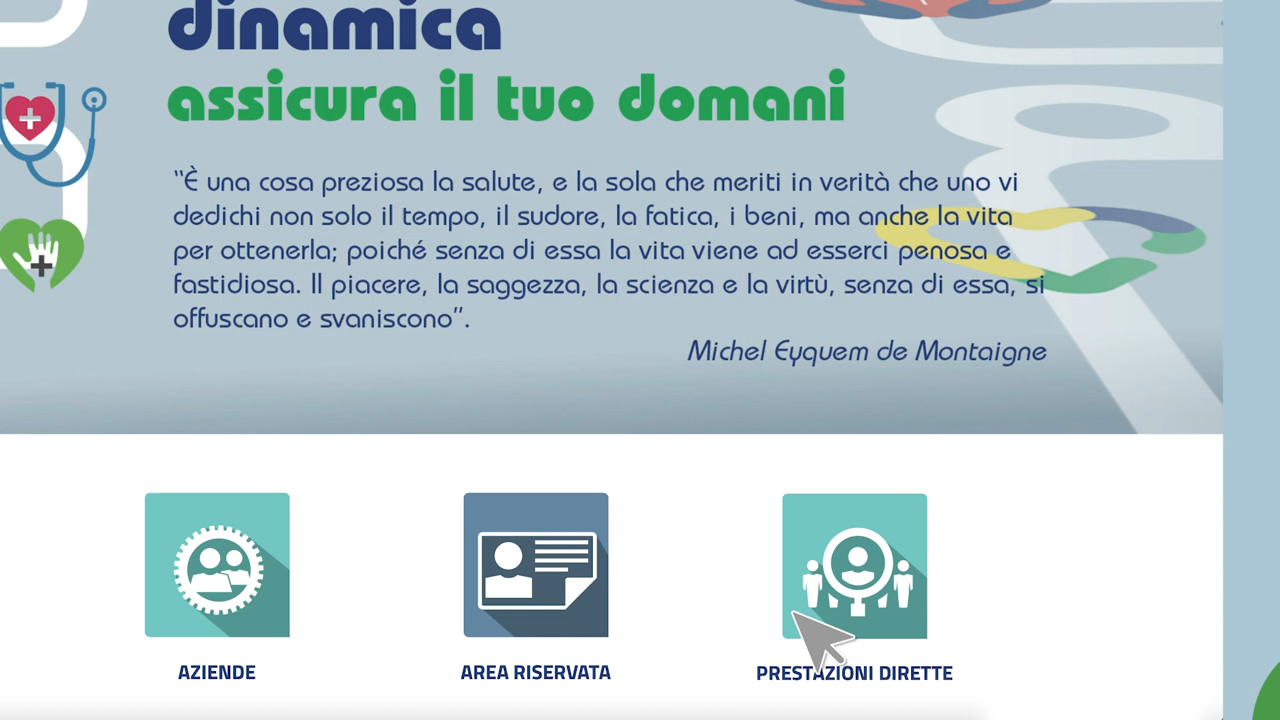 dinamica
assicura il tuo domani
“È una cosa preziosa la salute, e la sola che meriti in verità che uno vi
dedichi non solo il tempo, il sudore, la fatica, i beni, ma anche la vita
per ottenerla; poiché senza di essa la vita viene ad esserci penosa e
fastidiosa. Il piacere, la saggezza, la scienza e la virtù, senza di essa, si
offuscano e svaniscono”.
Michel Eyquem de Montaigne
AZIENDE
AREA RISERVATA
PRESTAZIONI DIRETTE